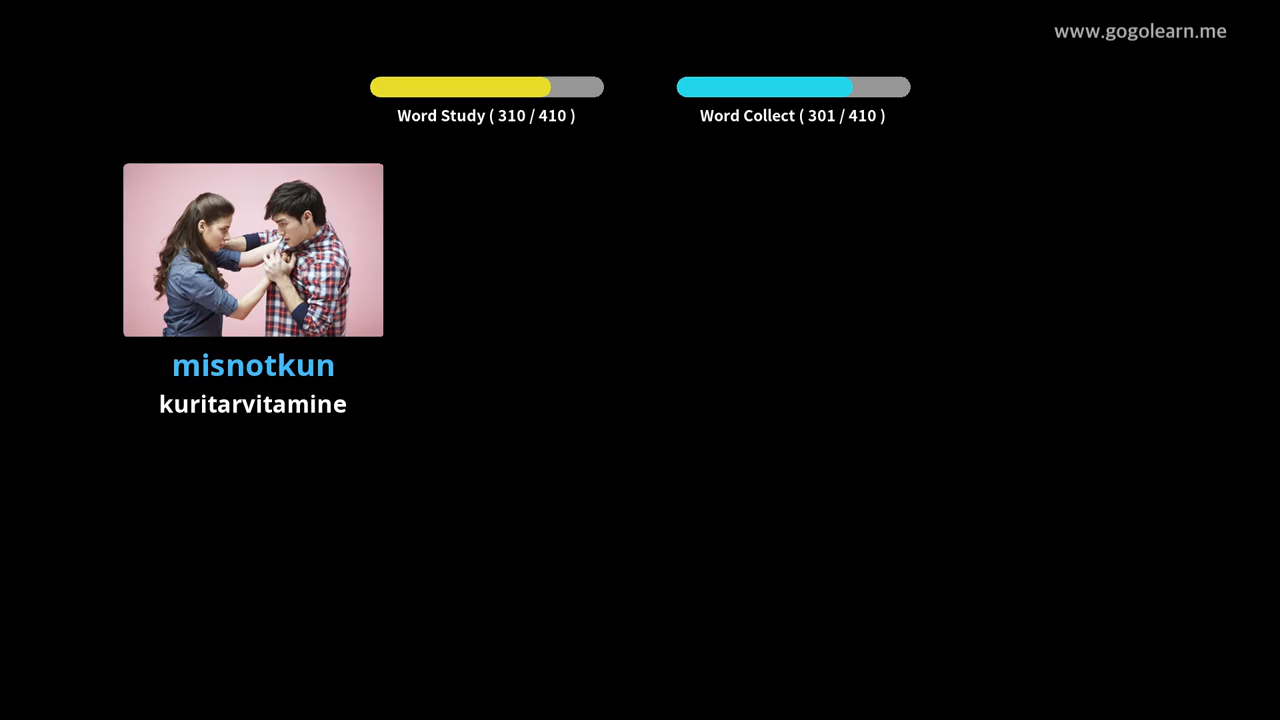 www.gogolearn.me
Word Study ( 310 / 410 )
Word Collect ( 301 / 410 )
misnotkun
kuritarvitamine